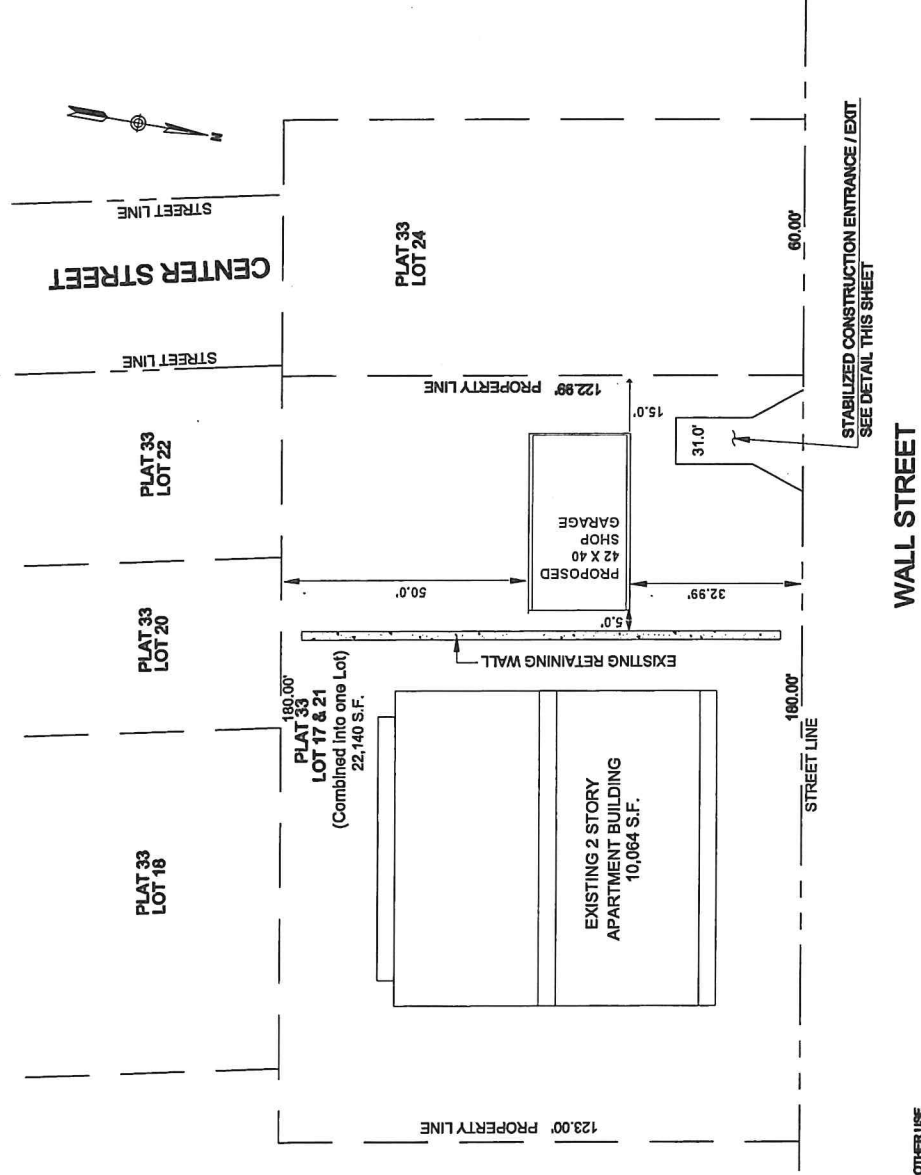 STREET LINE
CENTER STREET
STREET LINE
N
PLAT 33
LOT 18
PLAT 33
LOT 20
PLAT 33
LOT 22
PLAT 33
LOT 24
180.00'
PLAT 33
LOT 17 & 21
(Combined into one Lot)
22,140 S.F.
50.0'
PROPERTY LINE
122.99'
15.0'
PROPOSED
42 X 40
SHOP
GARAGE
31.0'
5.0'
32.99'
EXISTING RETAINING WALL
EXISTING 2 STORY
APARTMENT BUILDING
10,064 S.F.
123.00'
PROPERTY LINE
180.00'
STREET LINE
60.00'
STABILIZED CONSTRUCTION ENTRANCE / EXIT
SEE DETAIL THIS SHEET
WALL STREET
OTHER USE